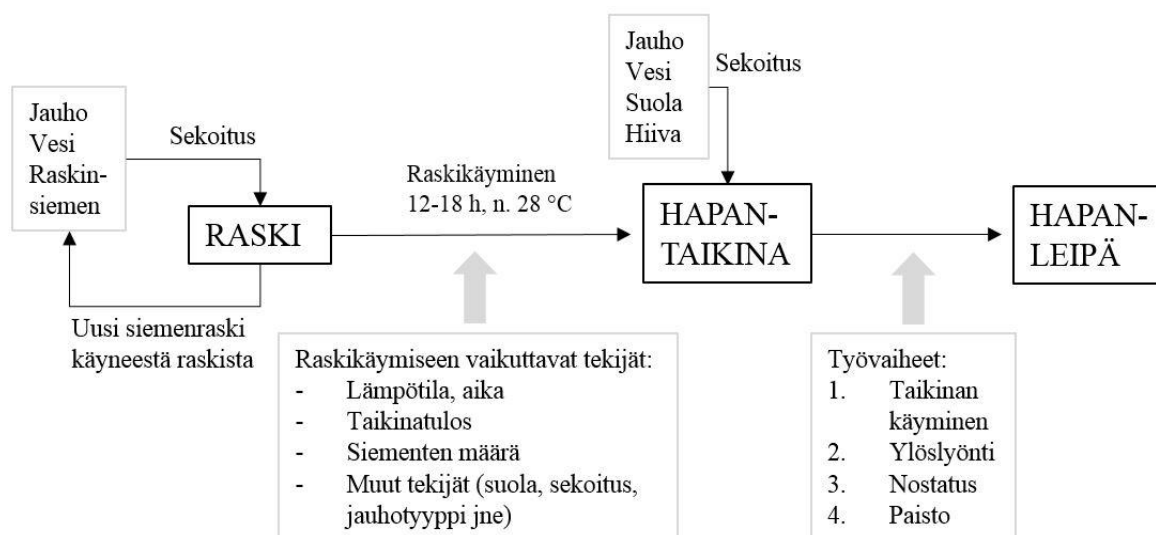 Jauho
Vesi
Raskin-
siemen
Sekoitus
RASKI
Uusi siemenraski
käyneestä raskista
Raskikäyminen
12-18 h, n. 28 °C
Raskikäymiseen vaikuttavat tekijät:
- Lämpötila, aika
- Taikinatulos
- Siementen määrä
- Muut tekijät (suola, sekoitus,
jauhotyyppi jne)
Jauho
Vesi
Suola
Hiiva
Sekoitus
HAPAN-
TAIKINA
Työvaiheet:
1. Taikinan
käyminen
2. Ylöslyönti
3. Nostatus
4. Paisto
HAPAN-
LEIPÄ